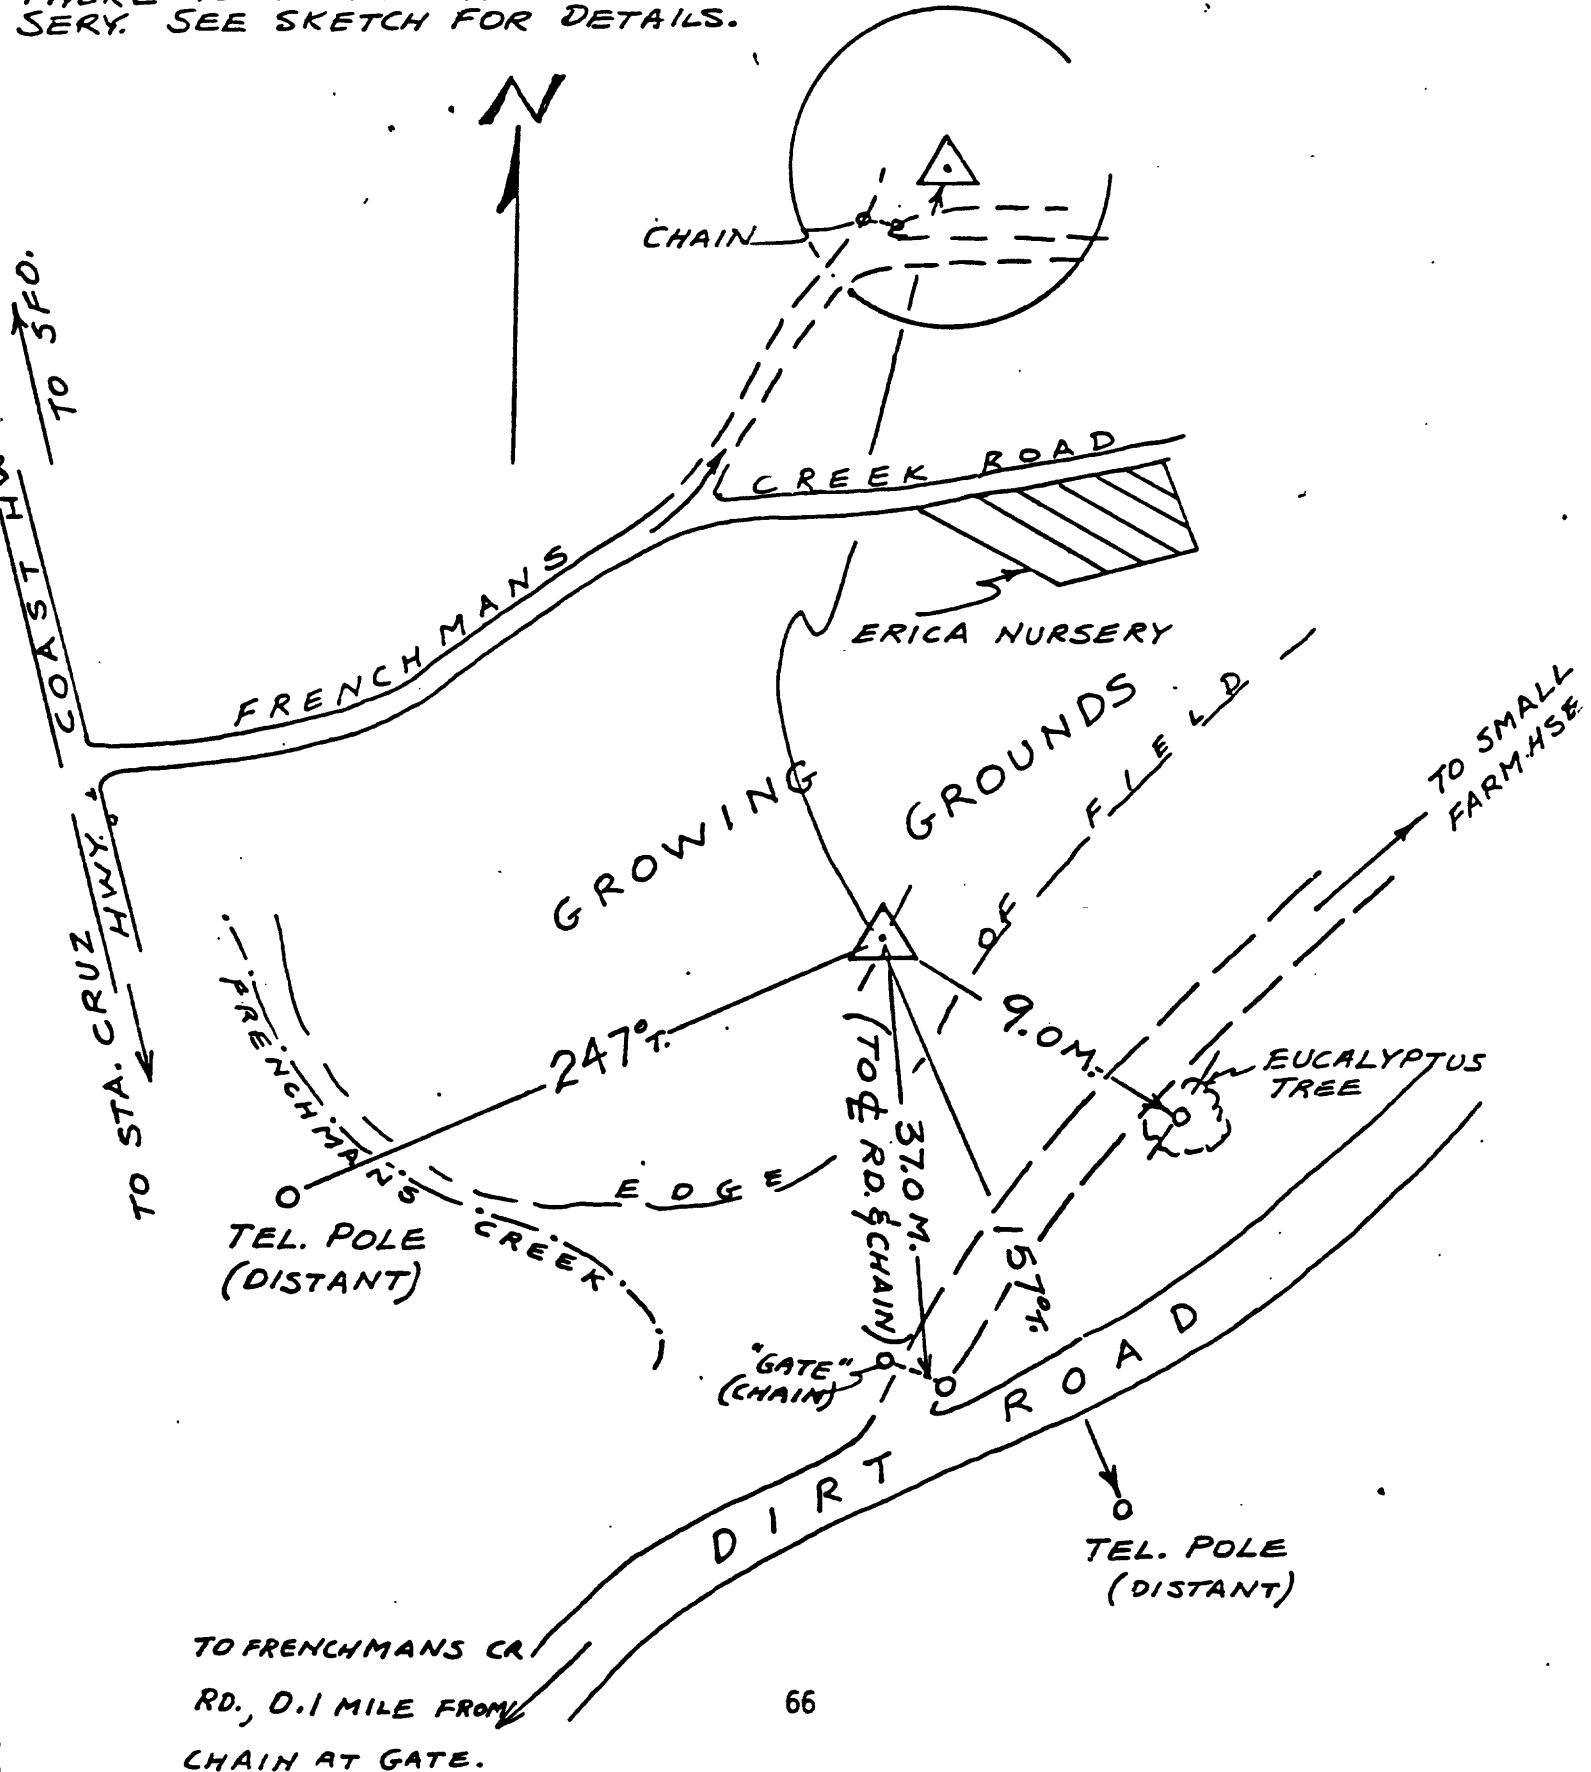 SERY. SEE SKETCH FOR DETAILS.
N
CHAIN
TO SFO.
COAST
CREEK ROAD
FRENCHMANS
ERICA NURSERY
GROWING GROUNDS
TO SMALL
FARM.HSE
HWY.
TO STA. CRUZ
EDGE OF FIELD
FRENCHMANS CREEK
247°T.
9.0 M.
EUCALYPTUS
TREE
37.0 M.
(TO ₵ RD. & CHAIN)
157°T.
TEL. POLE
(DISTANT)
"GATE"
(CHAIN)
DIRT ROAD
TEL. POLE
(DISTANT)
TO FRENCHMANS CR
RD., 0.1 MILE FROM
CHAIN AT GATE.
66